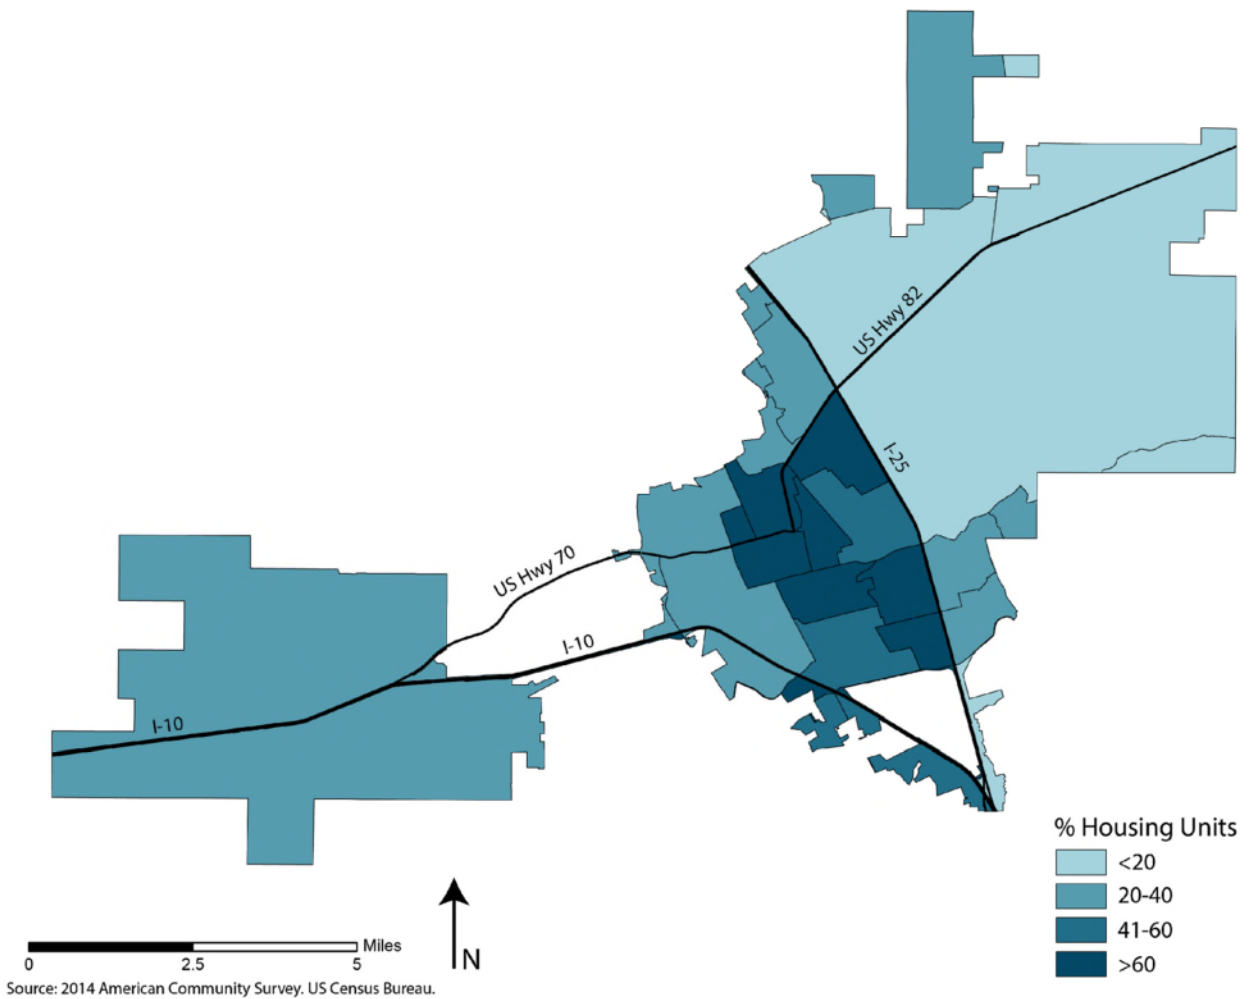 US Hwy 82
I-25
US Hwy 70
I-10
I-10
% Housing Units
<20
20-40
41-60
>60
Miles
0 2.5 5
N
Source: 2014 American Community Survey. US Census Bureau.